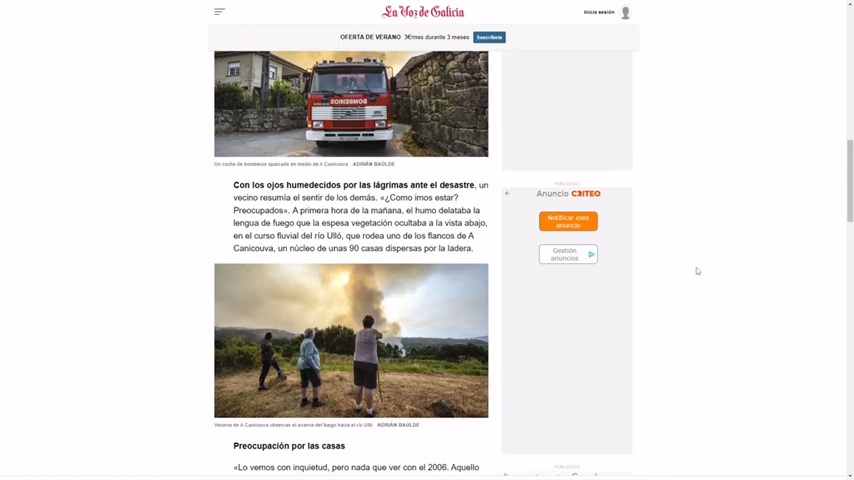 La Voz de Galicia
Inicia sesión
OFERTA DE VERANO 3€/mes durante 3 meses Suscríbete
BOMBEIROS
Un coche de bomberos aparcado en medio de A Canicouva ADRIÁN BAÚLDE
Con los ojos humedecidos por las lágrimas ante el desastre, un
vecino resumía el sentir de los demás. «¿Como imos estar?
Preocupados». A primera hora de la mañana, el humo delataba la
lengua de fuego que la espesa vegetación ocultaba a la vista abajo,
en el curso fluvial del río Ulló, que rodea uno de los flancos de A
Canicouva, un núcleo de unas 90 casas dispersas por la ladera.
Vecinos de A Canicouva observan el avance del fuego hacia el río Ulló ADRIÁN BAÚLDE
Preocupación por las casas
«Lo vemos con inquietud, pero nada que ver con el 2006. Aquello
PUBLICIDAD
Anuncio CRITEO
Notificar este
anuncio
Gestión
anuncios
PUBLICIDAD